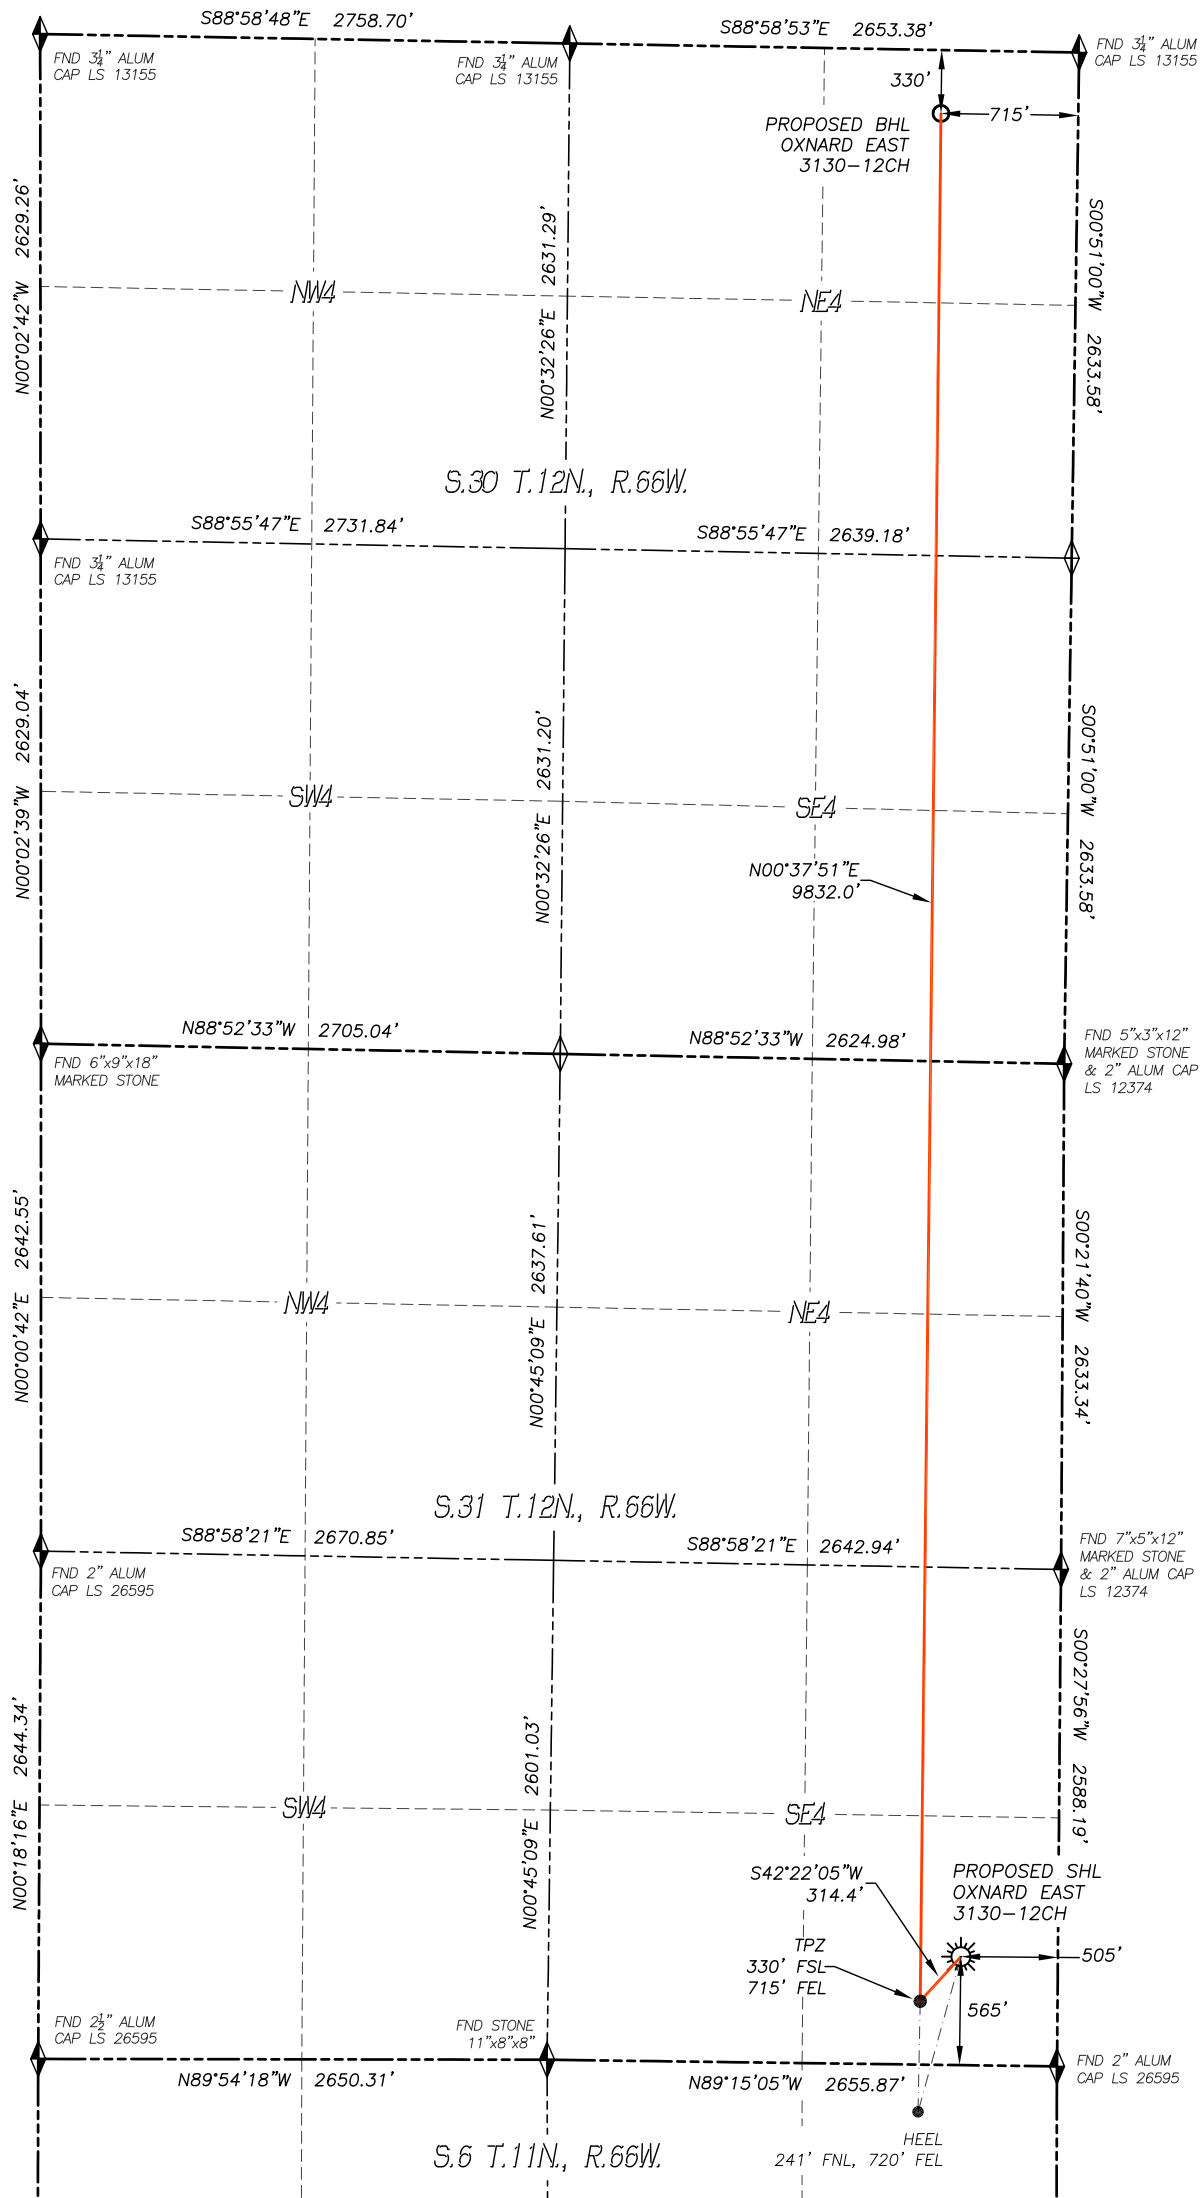 S88°58'48"E 2758.70'
S88°58'53"E 2653.38'
FND 3¼" ALUM
CAP LS 13155
FND 3¼" ALUM
CAP LS 13155
FND 3¼" ALUM
CAP LS 13155
330'
715'
PROPOSED BHL
OXNARD EAST
3130-12CH
N00°02'42"W 2629.26'
N00°32'26"E 2631.29'
S00°51'00"W 2633.58'
NW4
NE4
S.30 T.12N., R.66W.
S88°55'47"E 2731.84'
S88°55'47"E 2639.18'
FND 3¼" ALUM
CAP LS 13155
N00°02'39"W 2629.04'
N00°32'26"E 2631.20'
S00°51'00"W 2633.58'
SW4
SE4
N00°37'51"E
9832.0'
N88°52'33"W 2705.04'
N88°52'33"W 2624.98'
FND 6"x9"x18"
MARKED STONE
FND 5"x3"x12"
MARKED STONE
& 2" ALUM CAP
LS 12374
N00°00'42"E 2642.55'
N00°45'09"E 2637.61'
S00°21'40"W 2633.34'
NW4
NE4
S.31 T.12N., R.66W.
S88°58'21"E 2670.85'
S88°58'21"E 2642.94'
FND 2" ALUM
CAP LS 26595
FND 7"x5"x12"
MARKED STONE
& 2" ALUM CAP
LS 12374
N00°18'16"E 2644.34'
N00°45'09"E 2601.03'
S00°27'56"W 2588.19'
SW4
SE4
S42°22'05"W
314.4'
PROPOSED SHL
OXNARD EAST
3130-12CH
TPZ
330' FSL
715' FEL
505'
565'
FND 2½" ALUM
CAP LS 26595
FND STONE
11"x8"x8"
FND 2" ALUM
CAP LS 26595
N89°54'18"W 2650.31'
N89°15'05"W 2655.87'
HEEL
241' FNL, 720' FEL
S.6 T.11N., R.66W.